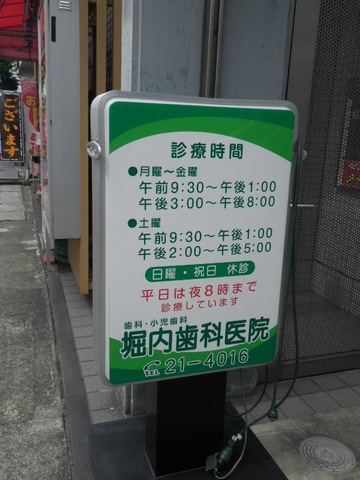 診療時間
●月曜～金曜
午前9:30～午後1:00
午後3:00～午後8:00
●土曜
午前9:30～午後1:00
午後2:00～午後5:00
日曜・祝日 休診
平日は夜8時まで
診療しています
歯科・小児歯科
堀内歯科医院
TEL 21-4016
ございます